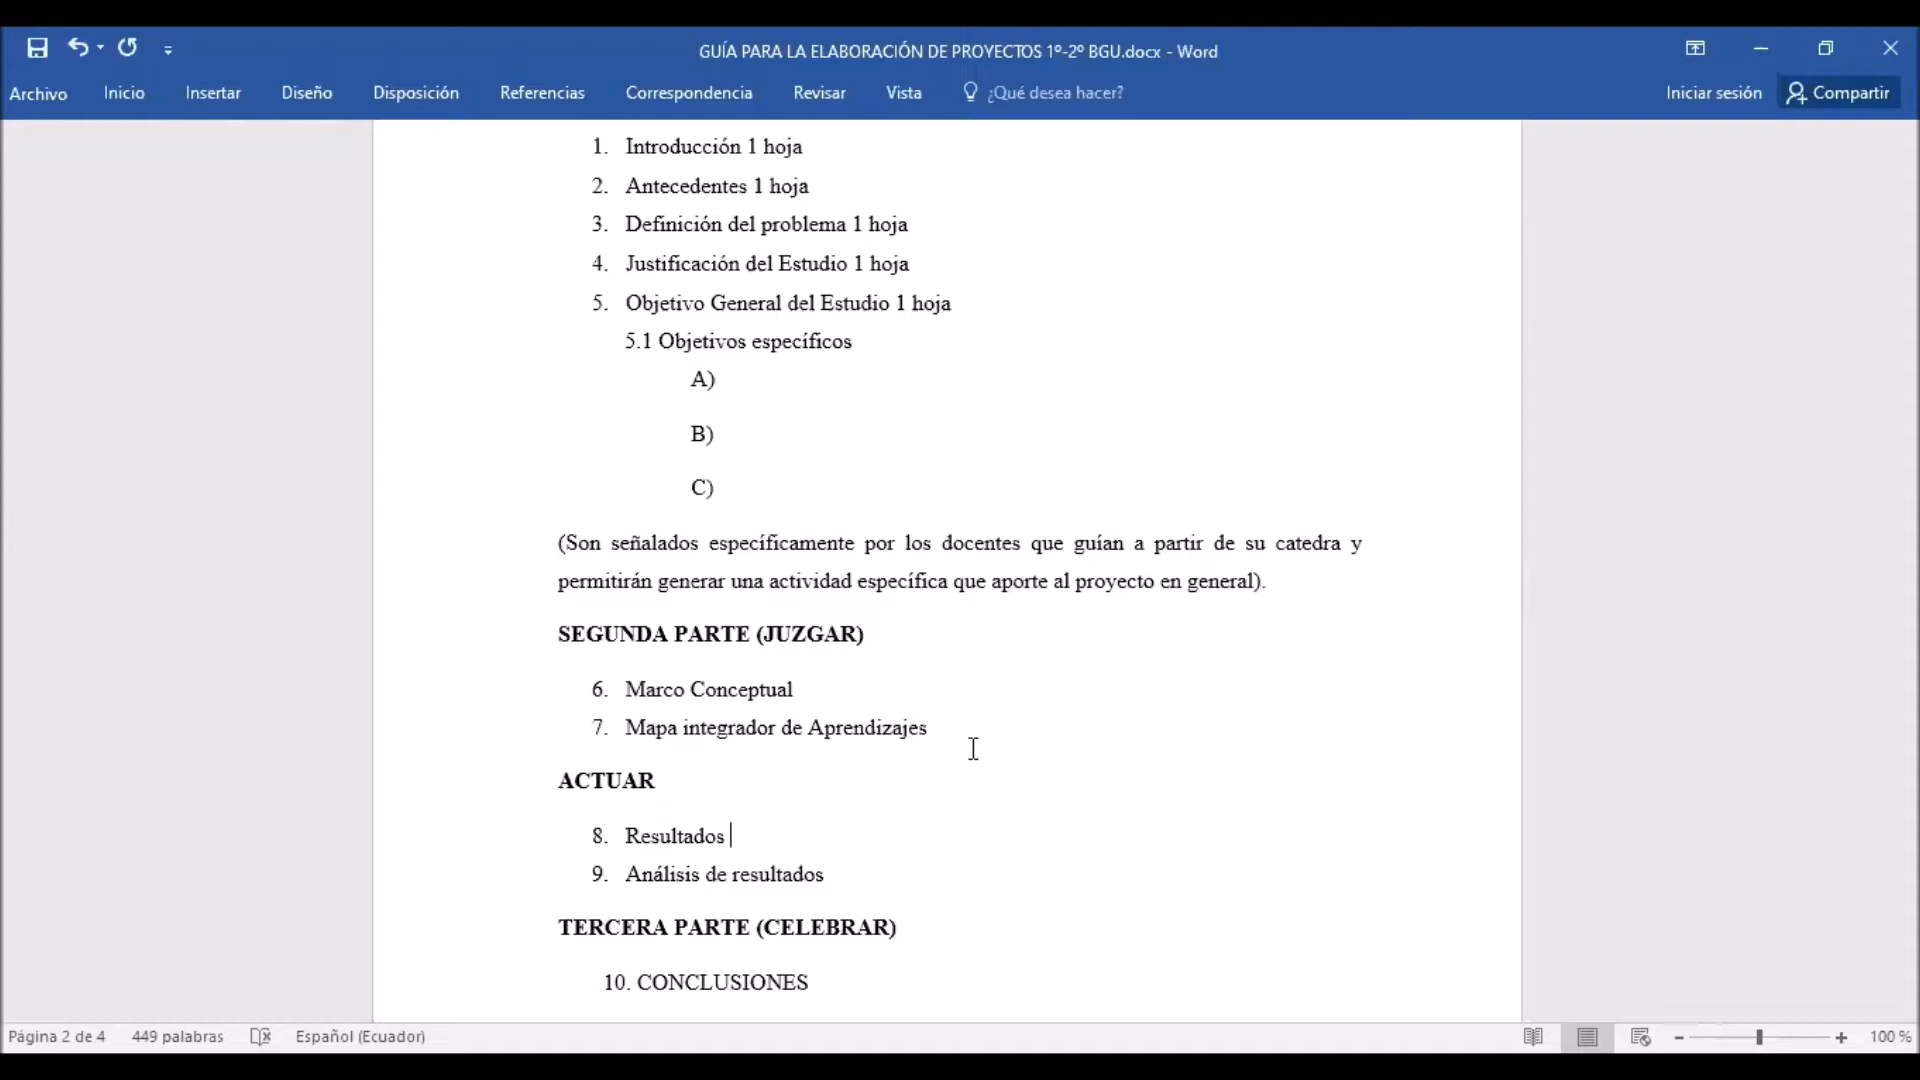 GUÍA PARA LA ELABORACIÓN DE PROYECTOS 1º-2º BGU.docx - Word
Archivo Inicio Insertar Diseño Disposición Referencias Correspondencia Revisar Vista ¿Qué desea hacer? Iniciar sesión Compartir
1. Introducción 1 hoja
2. Antecedentes 1 hoja
3. Definición del problema 1 hoja
4. Justificación del Estudio 1 hoja
5. Objetivo General del Estudio 1 hoja
5.1 Objetivos específicos
A)
B)
C)
(Son señalados específicamente por los docentes que guían a partir de su catedra y
permitirán generar una actividad específica que aporte al proyecto en general).
SEGUNDA PARTE (JUZGAR)
6. Marco Conceptual
7. Mapa integrador de Aprendizajes
ACTUAR
8. Resultados
9. Análisis de resultados
TERCERA PARTE (CELEBRAR)
10. CONCLUSIONES
Página 2 de 4 449 palabras Español (Ecuador) 100 %